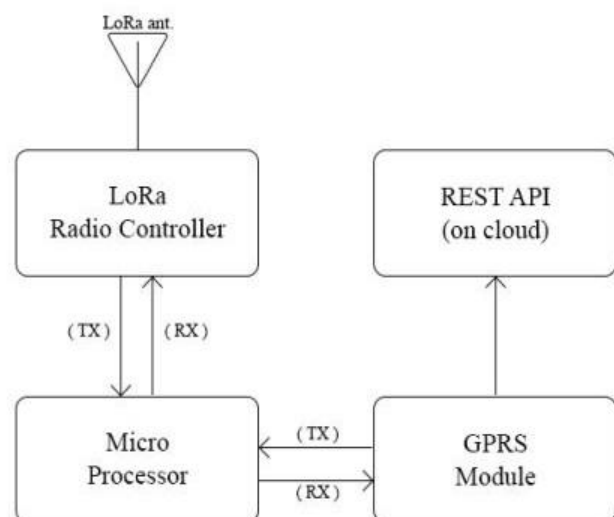 LoRa ant.
LoRa
Radio Controller
REST API
(on cloud)
( TX )
( RX )
Micro
Processor
( TX )
( RX )
GPRS
Module